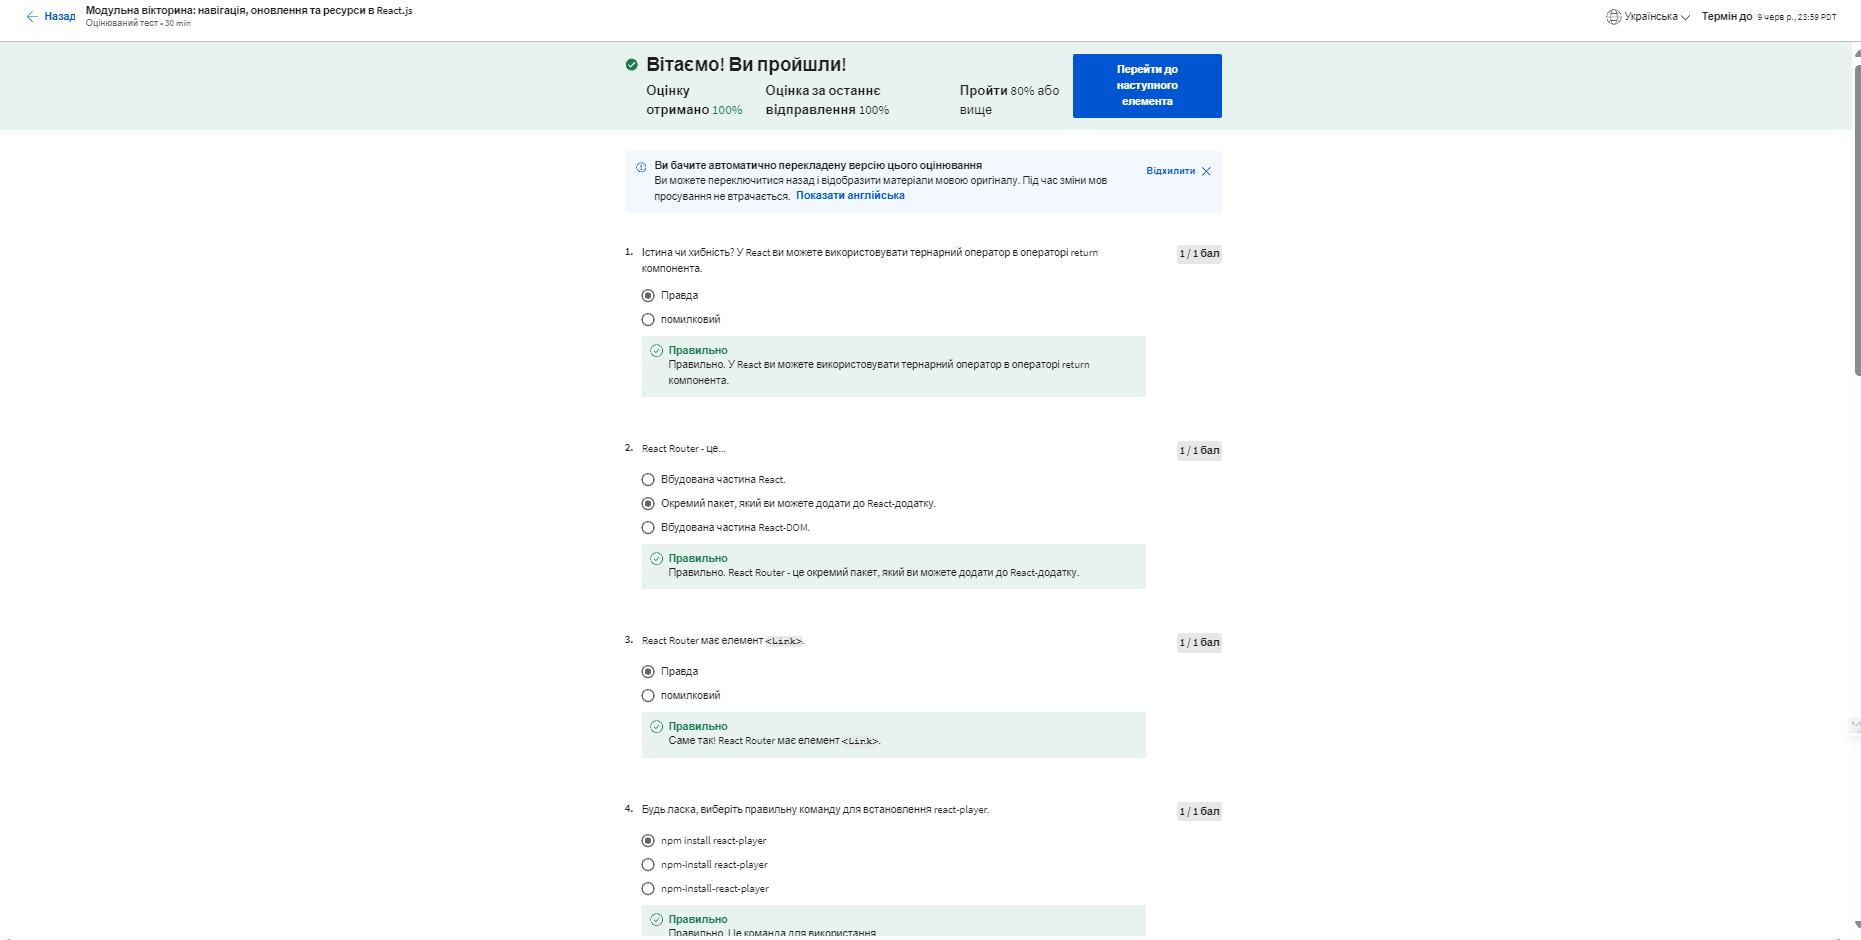 Назад
Модульна вікторина: навігація, оновлення та ресурси в React.js
Оцінюваний тест • 30 min
Українська
Термін до 9 черв р., 23:59 PDT
Вітаємо! Ви пройшли!
Оцінку
отримано 100%
Оцінка за останнє
відправлення 100%
Пройти 80% або
вище
Перейти до
наступного
елемента
Ви бачите автоматично перекладену версію цього оцінювання
Ви можете переключитися назад і відобразити матеріали мовою оригіналу. Під час зміни мов
просування не втрачається. Показати англійська
Відхилити
1. Істина чи хибність? У React ви можете використовувати тернарний оператор в операторі return
компонента.
1 / 1 бал
Правда
помилковий
Правильно
Правильно. У React ви можете використовувати тернарний оператор в операторі return
компонента.
2. React Router - це...
1 / 1 бал
Вбудована частина React.
Окремий пакет, який ви можете додати до React-додатку.
Вбудована частина React-DOM.
Правильно
Правильно. React Router - це окремий пакет, який ви можете додати до React-додатку.
3. React Router має елемент <Link>.
1 / 1 бал
Правда
помилковий
Правильно
Саме так! React Router має елемент <Link>.
4. Будь ласка, виберіть правильну команду для встановлення react-player.
1 / 1 бал
npm install react-player
npm-install react-player
npm-install-react-player
Правильно
Правильно. Це команда для використання